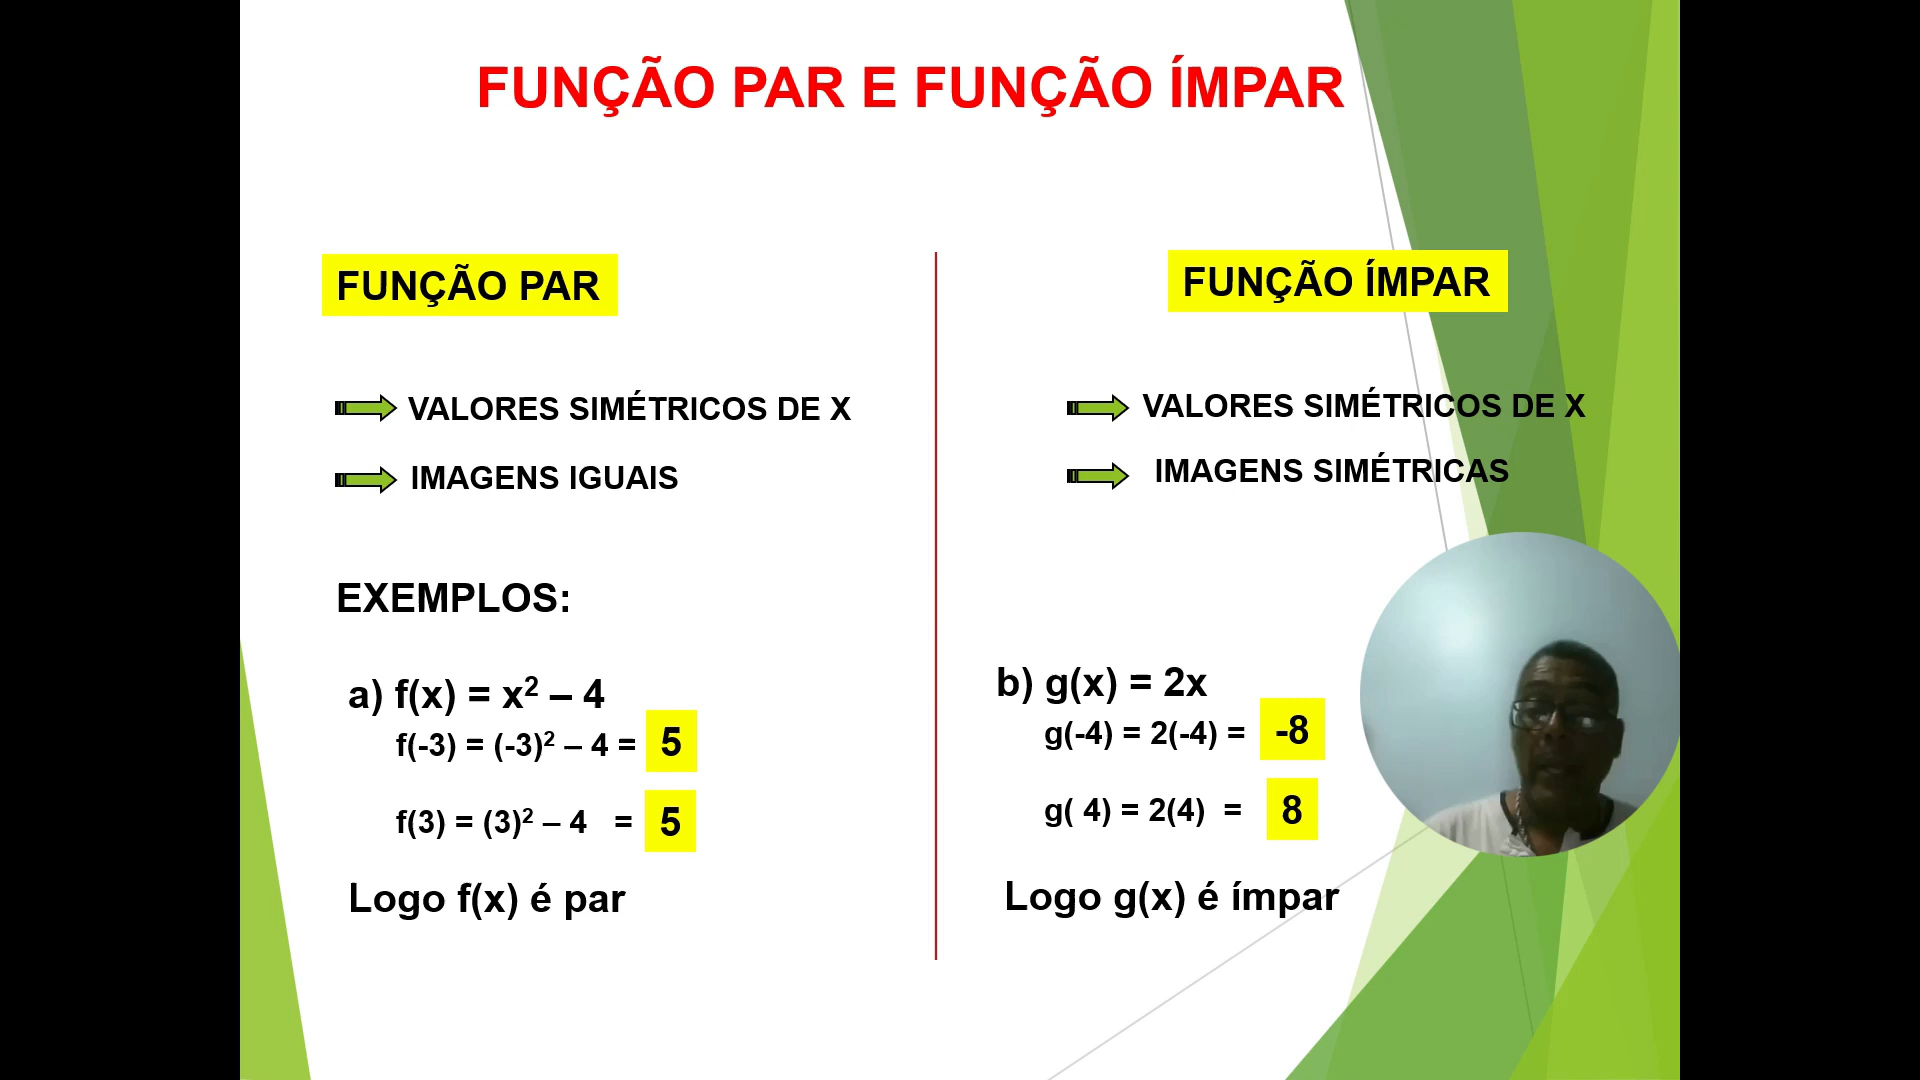 FUNÇÃO PAR E FUNÇÃO ÍMPAR
FUNÇÃO PAR
VALORES SIMÉTRICOS DE X
IMAGENS IGUAIS
EXEMPLOS:
a) f(x) = x² – 4
f(-3) = (-3)² – 4 = 5
f(3) = (3)² – 4 = 5
Logo f(x) é par
FUNÇÃO ÍMPAR
VALORES SIMÉTRICOS DE X
IMAGENS SIMÉTRICAS
b) g(x) = 2x
g(-4) = 2(-4) = -8
g( 4) = 2(4) = 8
Logo g(x) é ímpar